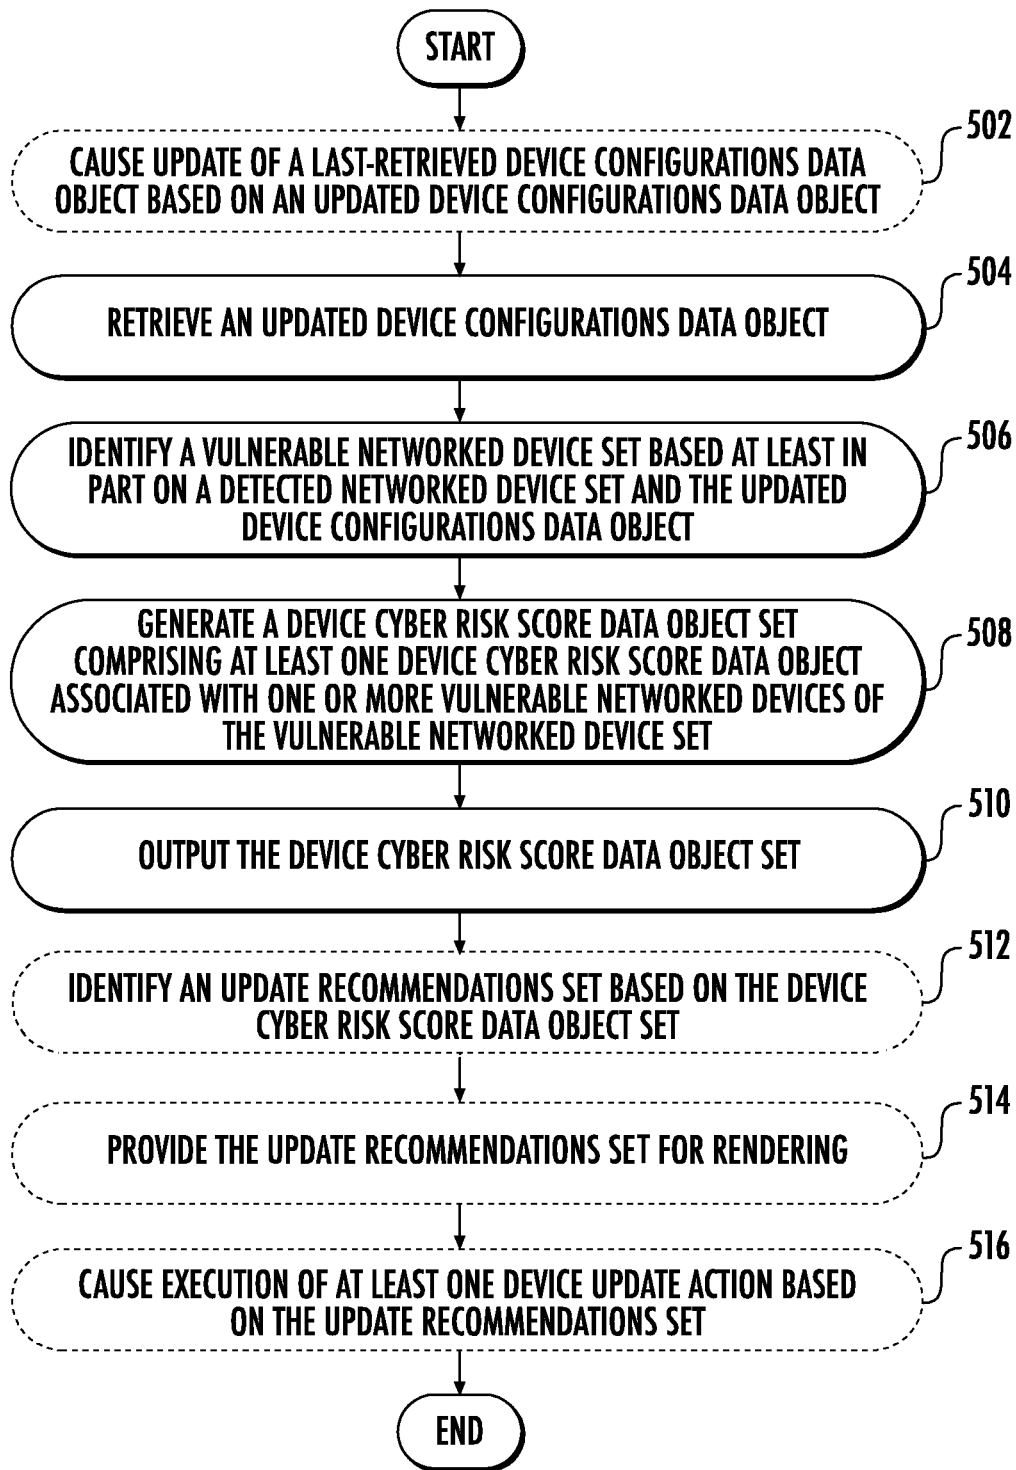 START
502
CAUSE UPDATE OF A LAST-RETRIEVED DEVICE CONFIGURATIONS DATA
OBJECT BASED ON AN UPDATED DEVICE CONFIGURATIONS DATA OBJECT
504
RETRIEVE AN UPDATED DEVICE CONFIGURATIONS DATA OBJECT
506
IDENTIFY A VULNERABLE NETWORKED DEVICE SET BASED AT LEAST IN
PART ON A DETECTED NETWORKED DEVICE SET AND THE UPDATED
DEVICE CONFIGURATIONS DATA OBJECT
508
GENERATE A DEVICE CYBER RISK SCORE DATA OBJECT SET
COMPRISING AT LEAST ONE DEVICE CYBER RISK SCORE DATA OBJECT
ASSOCIATED WITH ONE OR MORE VULNERABLE NETWORKED DEVICES OF
THE VULNERABLE NETWORKED DEVICE SET
510
OUTPUT THE DEVICE CYBER RISK SCORE DATA OBJECT SET
512
IDENTIFY AN UPDATE RECOMMENDATIONS SET BASED ON THE DEVICE
CYBER RISK SCORE DATA OBJECT SET
514
PROVIDE THE UPDATE RECOMMENDATIONS SET FOR RENDERING
516
CAUSE EXECUTION OF AT LEAST ONE DEVICE UPDATE ACTION BASED
ON THE UPDATE RECOMMENDATIONS SET
END